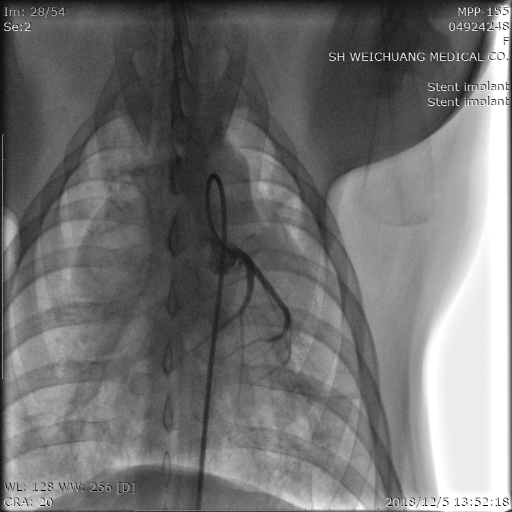 Im: 28/54
Se:2
MPP-155
04924248
F
SH WEICHUANG MEDICAL CO.
Stent implant
Stent implant
WL: 128 WW: 256 [D]
CRA: 20
2018/12/5 13:52:18